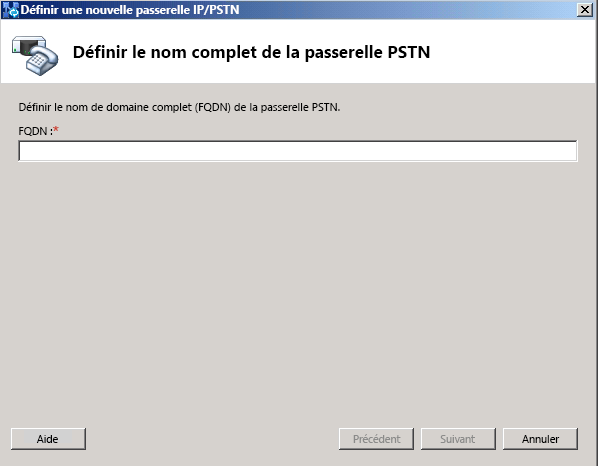 Définir une nouvelle passerelle IP/PSTN
Définir le nom complet de la passerelle PSTN
Définir le nom de domaine complet (FQDN) de la passerelle PSTN.
FQDN :*
Aide
Précédent
Suivant
Annuler